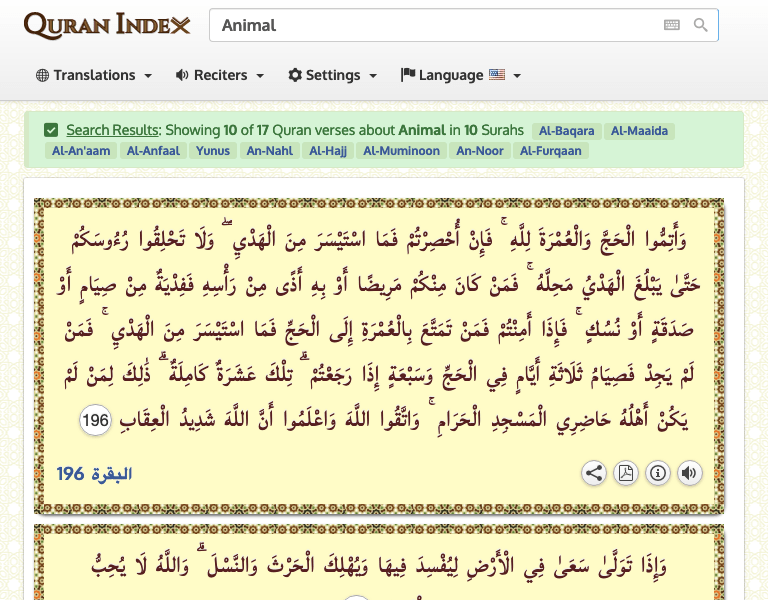 QURAN INDEX
Animal
Translations Reciters Settings Language
Search Results: Showing 10 of 17 Quran verses about Animal in 10 Surahs Al-Baqara Al-Maaida
Al-An'aam Al-Anfaal Yunus An-Nahl Al-Hajj Al-Muminoon An-Noor Al-Furqaan
وَأَتِمُّوا الْحَجَّ وَالْعُمْرَةَ لِلَّهِ ۚ فَإِنْ أُحْصِرْتُمْ فَمَا اسْتَيْسَرَ مِنَ الْهَدْيِ ۖ وَلَا تَحْلِقُوا رُءُوسَكُمْ
حَتَّىٰ يَبْلُغَ الْهَدْيُ مَحِلَّهُ ۚ فَمَنْ كَانَ مِنْكُمْ مَرِيضًا أَوْ بِهِ أَذًى مِنْ رَأْسِهِ فَفِدْيَةٌ مِنْ صِيَامٍ أَوْ
صَدَقَةٍ أَوْ نُسُكٍ ۚ فَإِذَا أَمِنْتُمْ فَمَنْ تَمَتَّعَ بِالْعُمْرَةِ إِلَى الْحَجِّ فَمَا اسْتَيْسَرَ مِنَ الْهَدْيِ ۚ فَمَنْ
لَمْ يَجِدْ فَصِيَامُ ثَلَاثَةِ أَيَّامٍ فِي الْحَجِّ وَسَبْعَةٍ إِذَا رَجَعْتُمْ ۗ تِلْكَ عَشَرَةٌ كَامِلَةٌ ۗ ذَٰلِكَ لِمَنْ لَمْ
يَكُنْ أَهْلُهُ حَاضِرِي الْمَسْجِدِ الْحَرَامِ ۚ وَاتَّقُوا اللَّهَ وَاعْلَمُوا أَنَّ اللَّهَ شَدِيدُ الْعِقَابِ 196
البقرة 196
وَإِذَا تَوَلَّىٰ سَعَىٰ فِي الْأَرْضِ لِيُفْسِدَ فِيهَا وَيُهْلِكَ الْحَرْثَ وَالنَّسْلَ ۗ وَاللَّهُ لَا يُحِبُّ